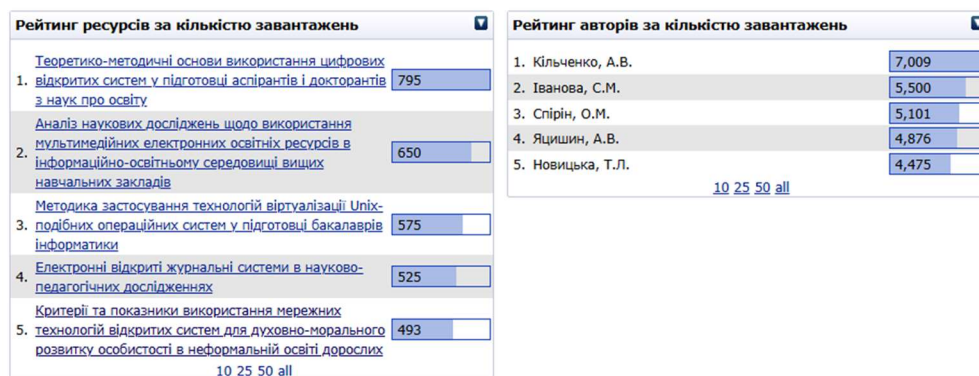 Рейтинг ресурсів за кількістю завантажень
Теоретико-методичні основи використання цифрових
1. відкритих систем у підготовці аспірантів і докторантів 795
з наук про освіту
Аналіз наукових досліджень щодо використання
2. мультимедійних електронних освітніх ресурсів в 650
інформаційно-освітньому середовищі вищих
навчальних закладів
Методика застосування технологій віртуалізації Unix-
3. подібних операційних систем у підготовці бакалаврів 575
інформатики
4. Електронні відкриті журнальні системи в науково- 525
педагогічних дослідженнях
Критерії та показники використання мережних
5. технологій відкритих систем для духовно-морального 493
розвитку особистості в неформальній освіті дорослих
10 25 50 all
Рейтинг авторів за кількістю завантажень
1. Кільченко, А.В. 7,009
2. Іванова, С.М. 5,500
3. Спірін, О.М. 5,101
4. Яцишин, А.В. 4,876
5. Новицька, Т.Л. 4,475
10 25 50 all